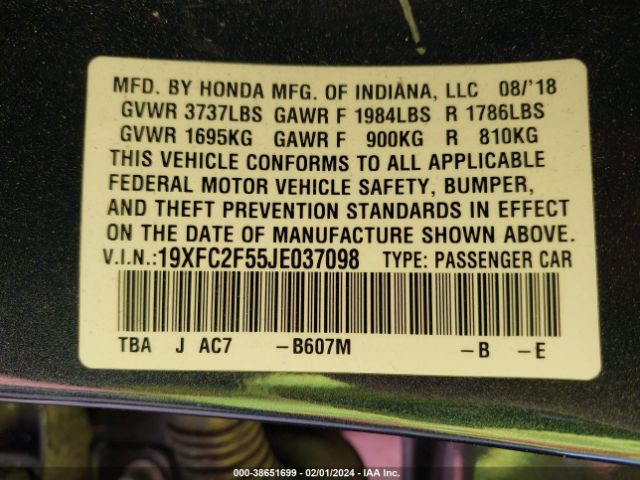 MFD. BY HONDA MFG. OF INDIANA, LLC 08/'18
GVWR 3737LBS GAWR F 1984LBS R 1786LBS
GVWR 1695KG GAWR F 900KG R 810KG
THIS VEHICLE CONFORMS TO ALL APPLICABLE
FEDERAL MOTOR VEHICLE SAFETY, BUMPER,
AND THEFT PREVENTION STANDARDS IN EFFECT
ON THE DATE OF MANUFACTURE SHOWN ABOVE.
V.I.N.:19XFC2F55JE037098 TYPE: PASSENGER CAR
TBA J AC7 –B607M –B –E
000-38651699 - 02/01/2024 - IAA Inc.